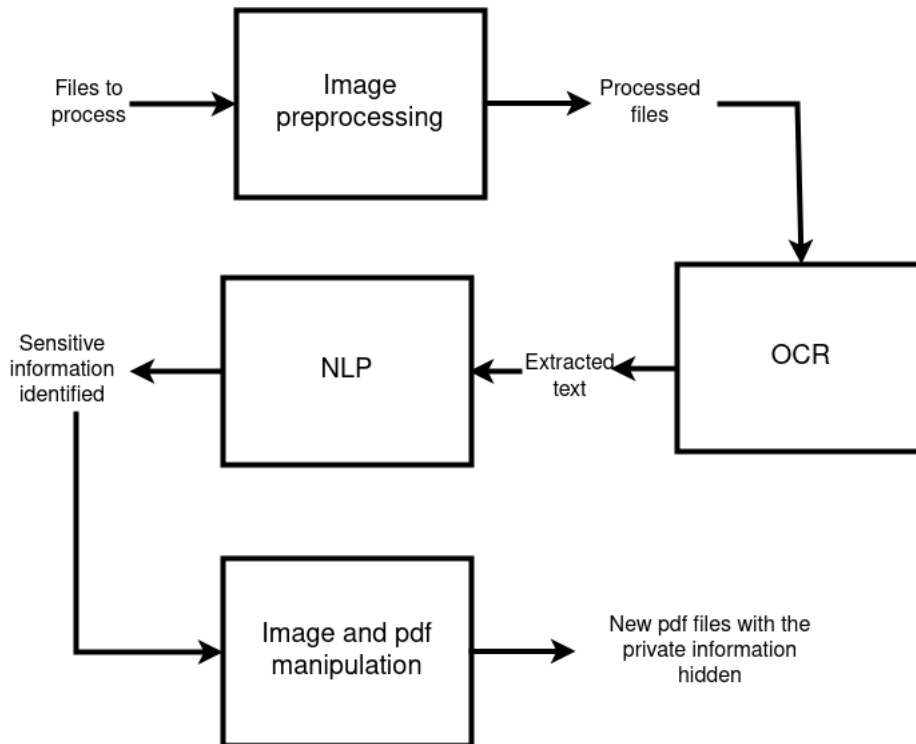 Files to
process
Image
preprocessing
Processed
files
OCR
Extracted
text
NLP
Sensitive
information
identified
Image and pdf
manipulation
New pdf files with the
private information
hidden